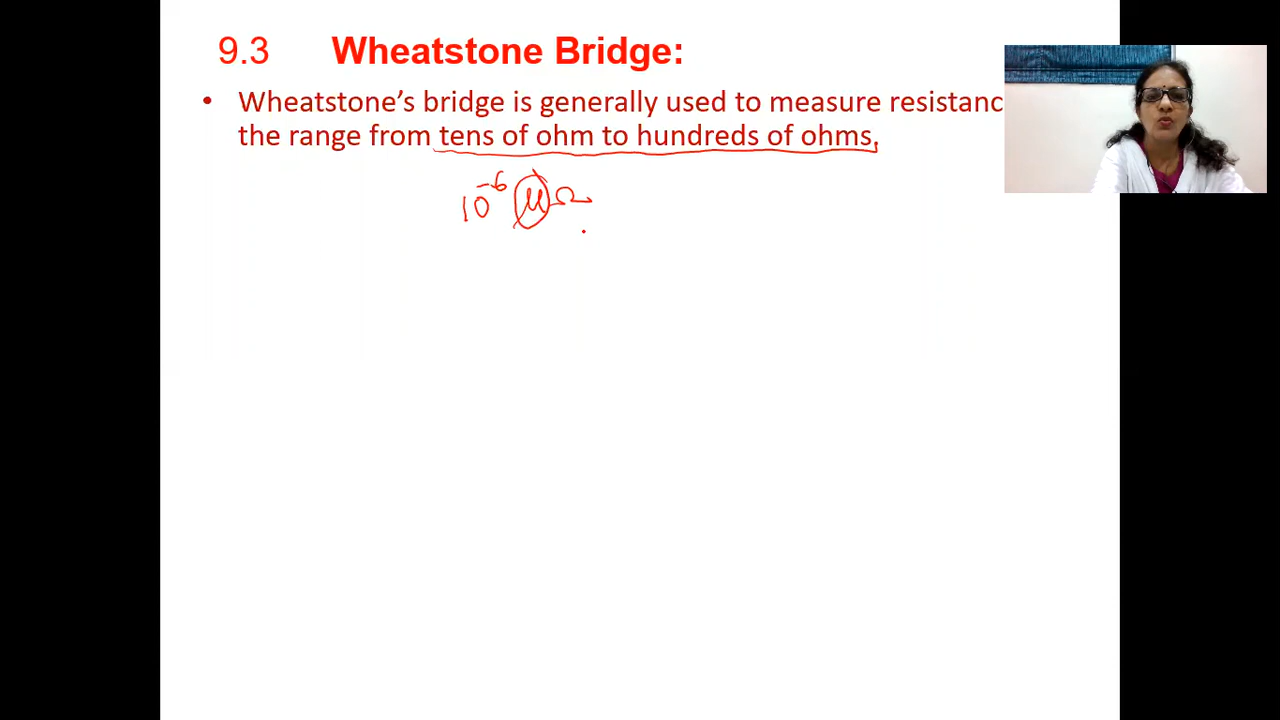 9.3 Wheatstone Bridge:
• Wheatstone’s bridge is generally used to measure resistanc
the range from tens of ohm to hundreds of ohms,
10⁻⁶ μΩ